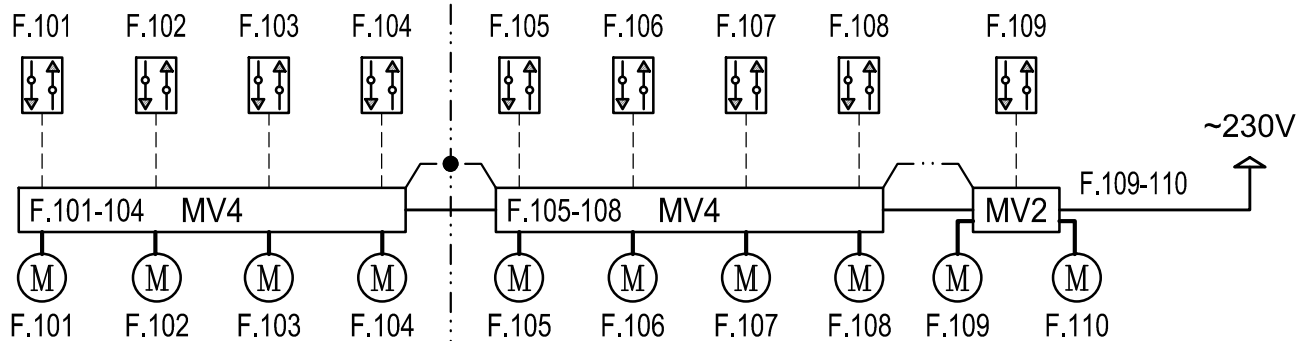 F.101 F.102 F.103 F.104 F.105 F.106 F.107 F.108 F.109
~230V
F.109-110
F.101-104 MV4 F.105-108 MV4 MV2
M M M M M M M M M M
F.101 F.102 F.103 F.104 F.105 F.106 F.107 F.108 F.109 F.110